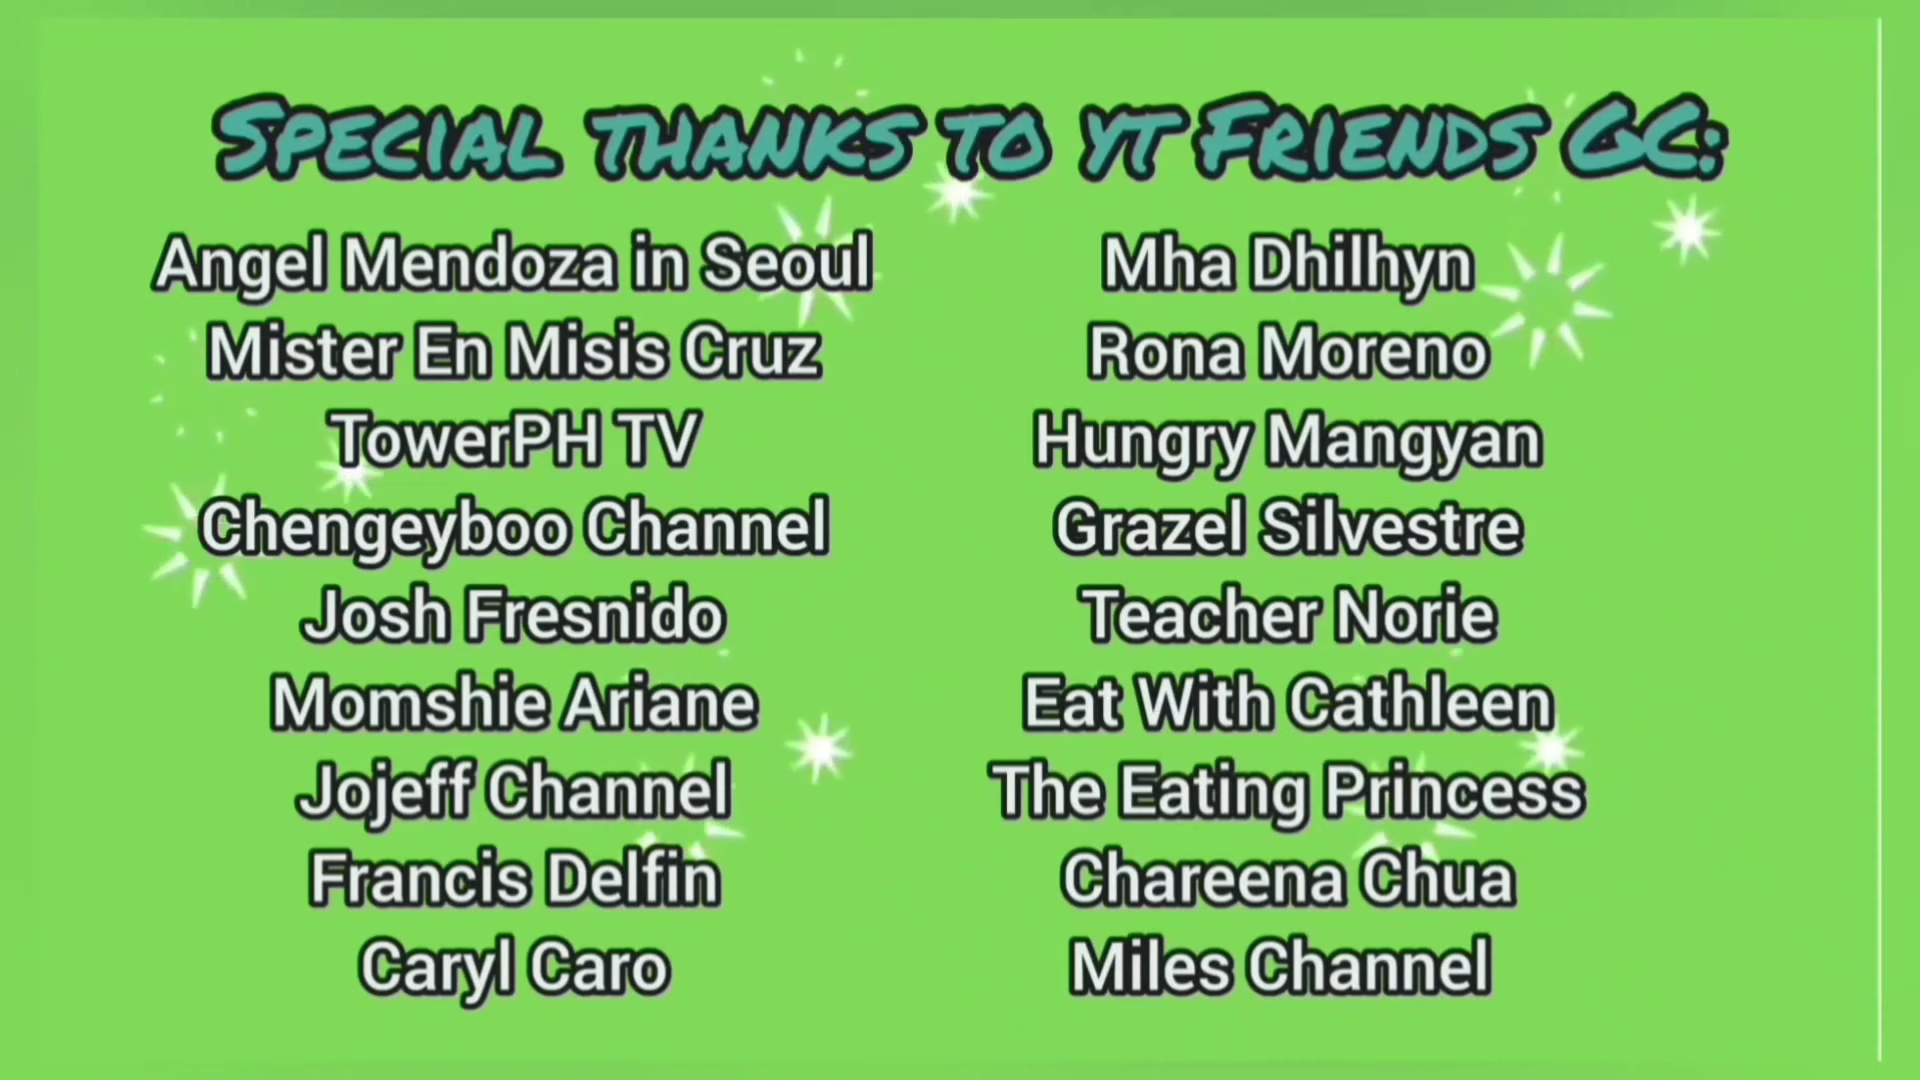 Special thanks to yt Friends GC:
Angel Mendoza in Seoul
Mister En Misis Cruz
TowerPH TV
Chengeyboo Channel
Josh Fresnido
Momshie Ariane
Jojeff Channel
Francis Delfin
Caryl Caro
Mha Dhilhyn
Rona Moreno
Hungry Mangyan
Grazel Silvestre
Teacher Norie
Eat With Cathleen
The Eating Princess
Chareena Chua
Miles Channel